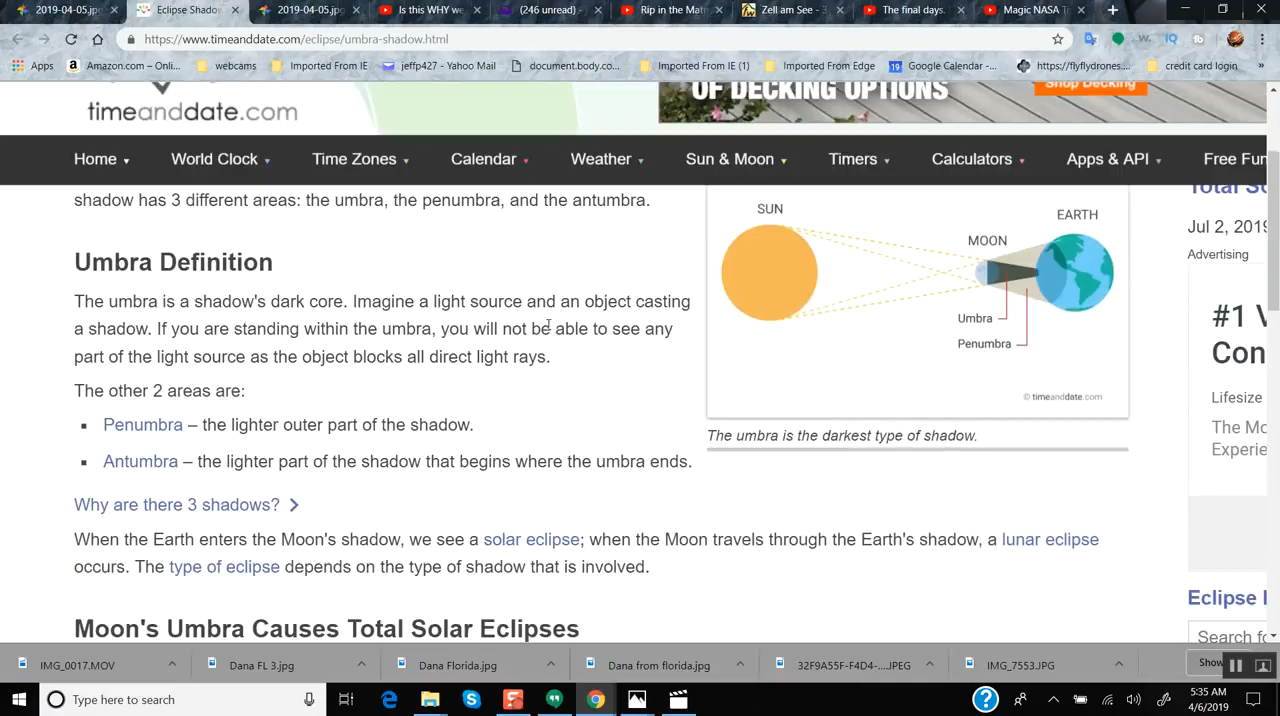 2019-04-05.jpg
Eclipse Shadow
2019-04-05.jpg
Is this WHY we
(246 unread)
Rip in the Mat
Zell am See - S
The final days.
Magic NASA Tr
https://www.timeanddate.com/eclipse/umbra-shadow.html
Apps
Amazon.com – Onli...
webcams
Imported From IE
jeffp427 - Yahoo Mail
document.body.co...
Imported From IE (1)
Imported From Edge
Google Calendar -...
https://flyflydrones....
credit card login
OF DECKING OPTIONS
Shop Decking
timeanddate.com
Home
World Clock
Time Zones
Calendar
Weather
Sun & Moon
Timers
Calculators
Apps & API
Free Fun
shadow has 3 different areas: the umbra, the penumbra, and the antumbra.
Umbra Definition
The umbra is a shadow's dark core. Imagine a light source and an object casting
a shadow. If you are standing within the umbra, you will not be able to see any
part of the light source as the object blocks all direct light rays.
The other 2 areas are:
▪ Penumbra – the lighter outer part of the shadow.
▪ Antumbra – the lighter part of the shadow that begins where the umbra ends.
Why are there 3 shadows?
When the Earth enters the Moon's shadow, we see a solar eclipse; when the Moon travels through the Earth's shadow, a lunar eclipse
occurs. The type of eclipse depends on the type of shadow that is involved.
Moon's Umbra Causes Total Solar Eclipses
SUN
MOON
EARTH
Umbra
Penumbra
© timeanddate.com
The umbra is the darkest type of shadow.
Total So
Jul 2, 2019
Advertising
#1 V
Con
Lifesize
The Mo
Experie
Eclipse
Search fo
IMG_0017.MOV
Dana FL 3.jpg
Dana Florida.jpg
Dana from florida.jpg
32F9A55F-F4D4-....JPEG
IMG_7553.JPG
Show
Type here to search
5:35 AM
4/6/2019